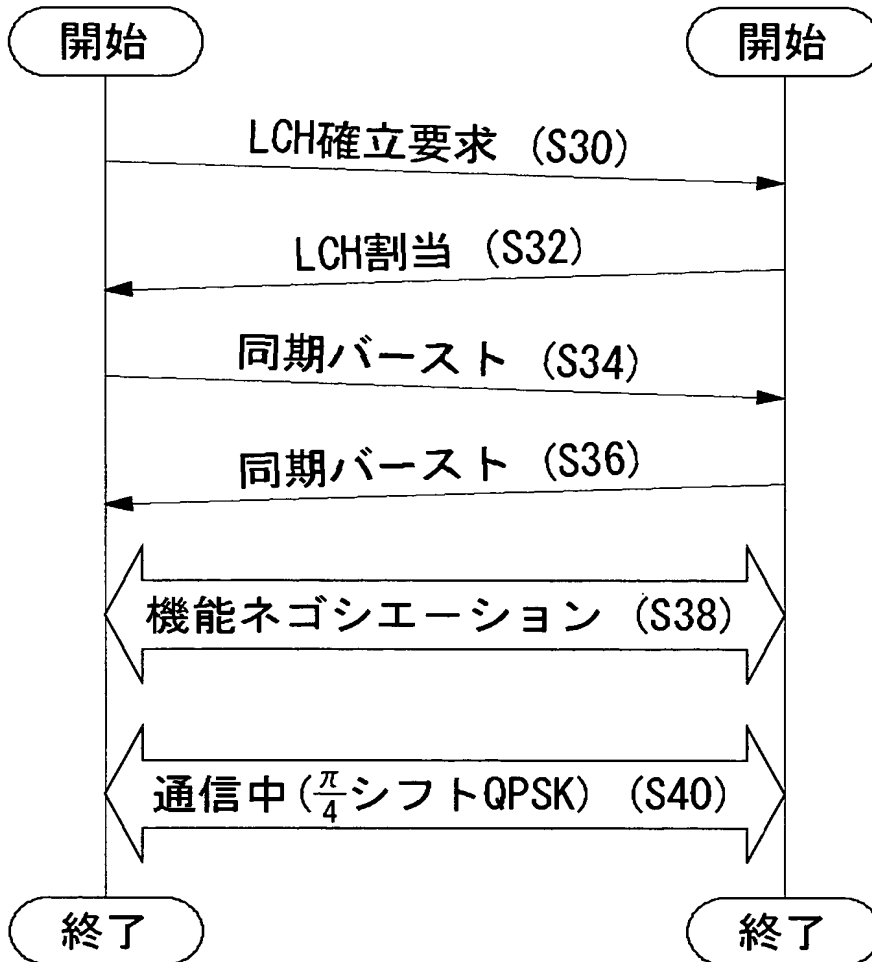 開始 開始
LCH確立要求 (S30)
LCH割当 (S32)
同期バースト (S34)
同期バースト (S36)
機能ネゴシエーション (S38)
通信中(π/4シフトQPSK) (S40)
終了 終了